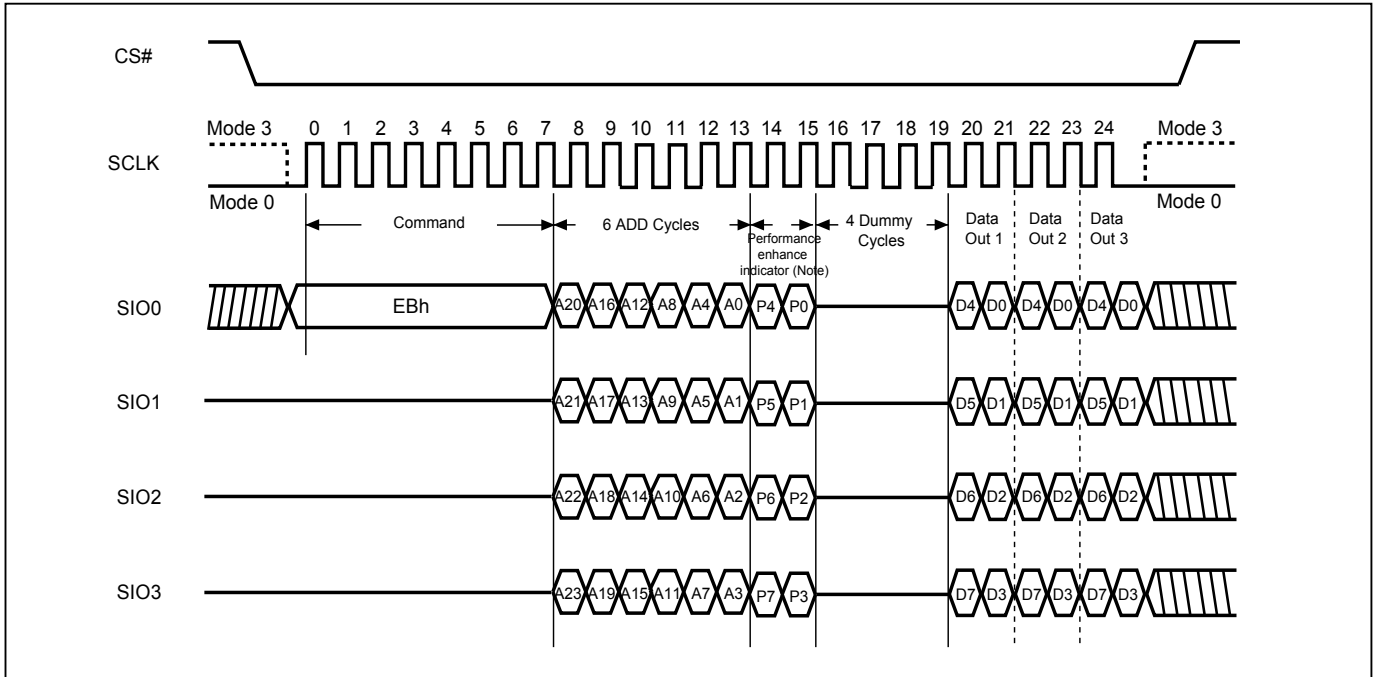 CS#
Mode 3 0 1 2 3 4 5 6 7 8 9 10 11 12 13 14 15 16 17 18 19 20 21 22 23 24 Mode 3
SCLK
Mode 0 Mode 0
Command 6 ADD Cycles Performance enhance indicator (Note) 4 Dummy Cycles Data Out 1 Data Out 2 Data Out 3
SIO0 EBh A20 A16 A12 A8 A4 A0 P4 P0 D4 D0 D4 D0 D4 D0
SIO1 A21 A17 A13 A9 A5 A1 P5 P1 D5 D1 D5 D1 D5 D1
SIO2 A22 A18 A14 A10 A6 A2 P6 P2 D6 D2 D6 D2 D6 D2
SIO3 A23 A19 A15 A11 A7 A3 P7 P3 D7 D3 D7 D3 D7 D3